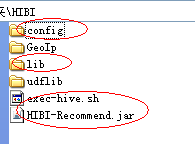 \HIBI
config
GeoIp
lib
udflib
exec-hive.sh
HIBI-Recommend.jar